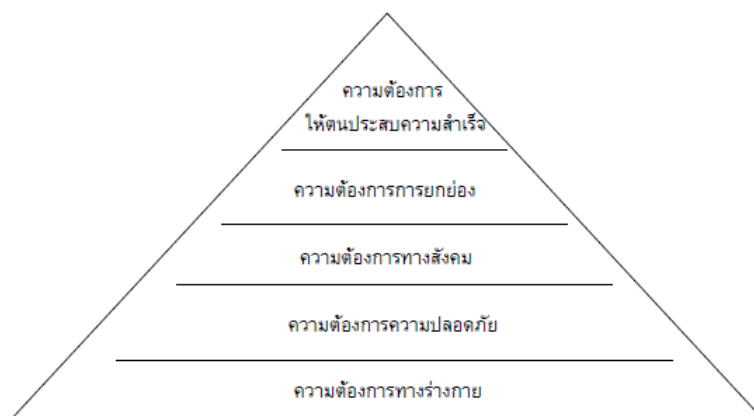 ความต้องการ
ให้ตนประสบความสำเร็จ
ความต้องการการยกย่อง
ความต้องการทางสังคม
ความต้องการความปลอดภัย
ความต้องการทางร่างกาย